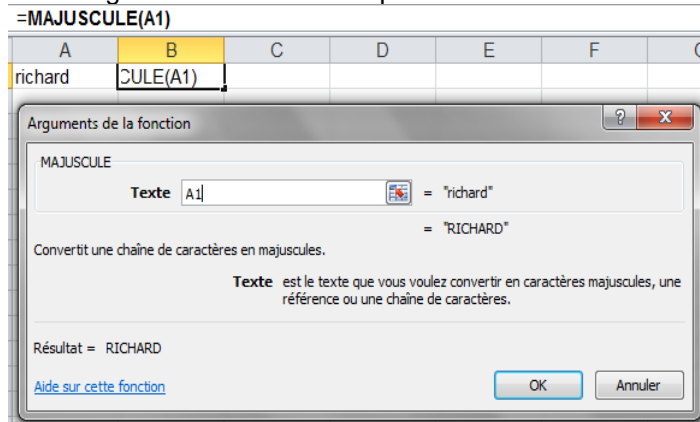 =MAJUSCULE(A1)
A B C D E F
richard CULE(A1)
Arguments de la fonction
MAJUSCULE
Texte A1 = "richard"
= "RICHARD"
Convertit une chaîne de caractères en majuscules.
Texte est le texte que vous voulez convertir en caractères majuscules, une
référence ou une chaîne de caractères.
Résultat = RICHARD
Aide sur cette fonction OK Annuler